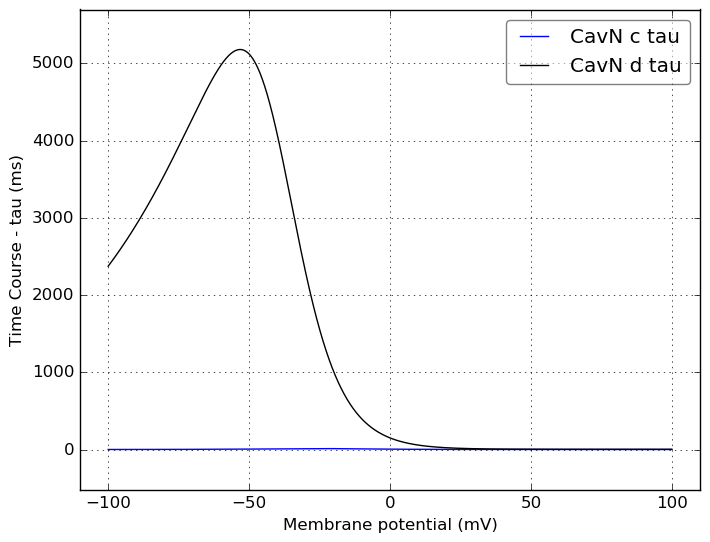 CavN c tau
CavN d tau
5000
4000
3000
2000
1000
0
Time Course - tau (ms)
−100
−50
0
50
100
Membrane potential (mV)